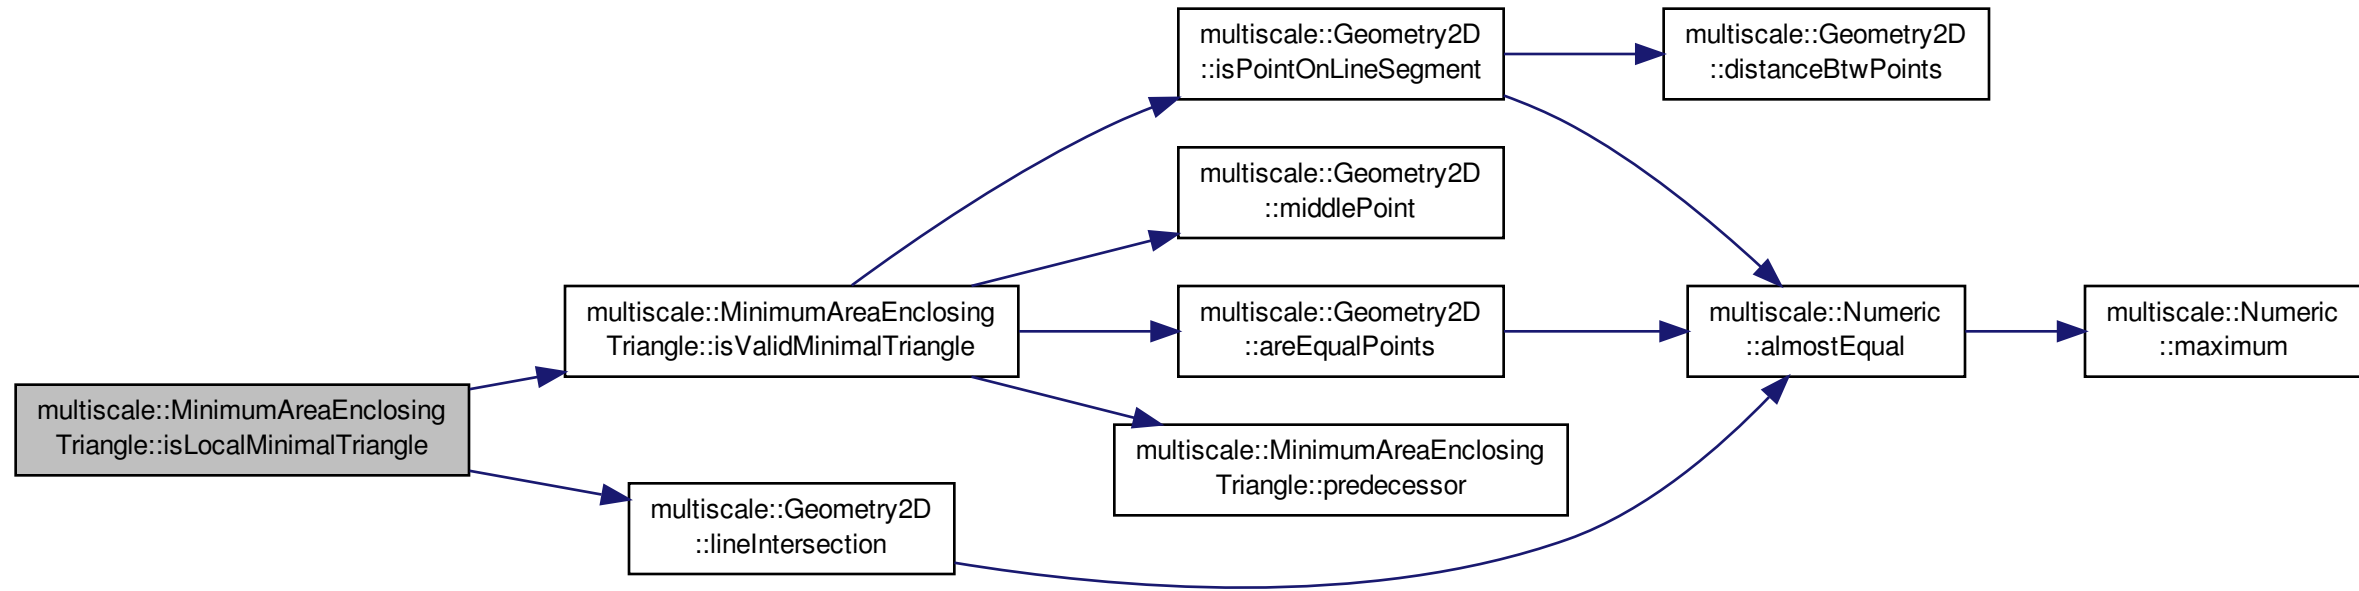 multiscale::Geometry2D
::isPointOnLineSegment
multiscale::Geometry2D
::distanceBtwPoints
multiscale::Geometry2D
::middlePoint
multiscale::MinimumAreaEnclosing
Triangle::isValidMinimalTriangle
multiscale::Geometry2D
::areEqualPoints
multiscale::Numeric
::almostEqual
multiscale::Numeric
::maximum
multiscale::MinimumAreaEnclosing
Triangle::isLocalMinimalTriangle
multiscale::MinimumAreaEnclosing
Triangle::predecessor
multiscale::Geometry2D
::lineIntersection